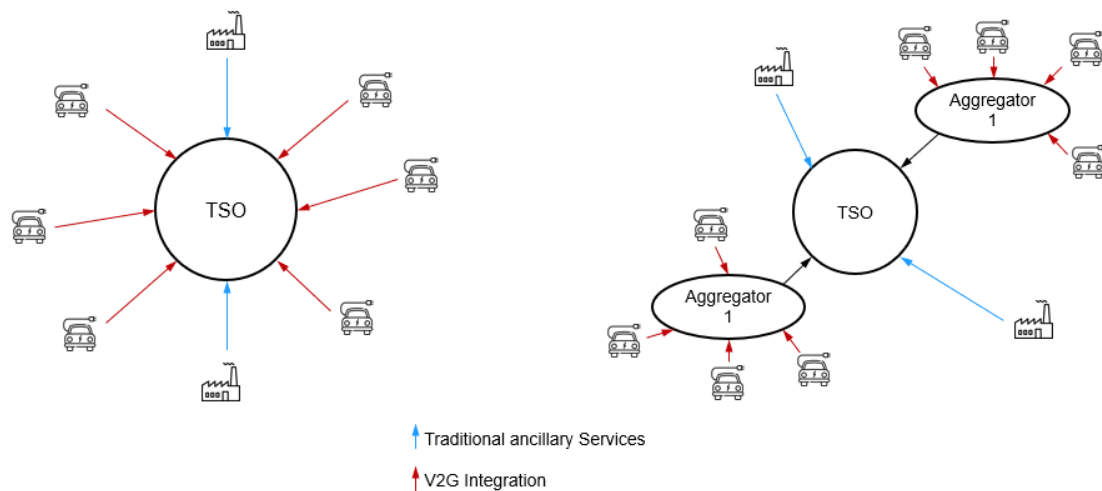 TSO
Aggregator
1
TSO
Aggregator
1
Traditional ancillary Services
V2G Integration